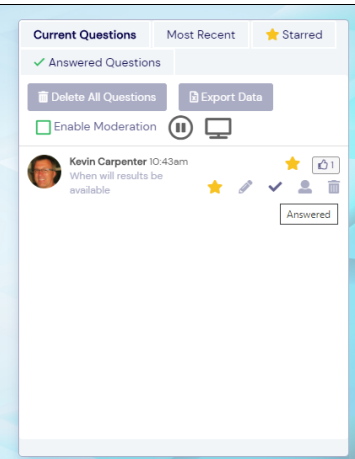 Current Questions Most Recent Starred
Answered Questions
Delete All Questions Export Data
Enable Moderation
Kevin Carpenter 10:43am
1
When will results be
available
Answered